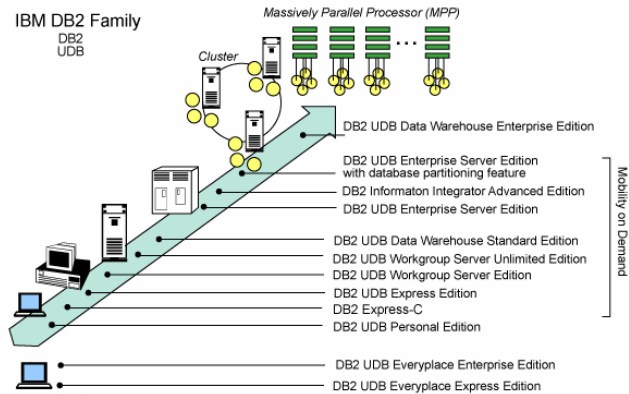 IBM DB2 Family
DB2
UDB
Massively Parallel Processor (MPP)
Cluster
DB2 UDB Data Warehouse Enterprise Edition
DB2 UDB Enterprise Server Edition
with database partitioning feature
DB2 Informaton Integrator Advanced Edition
DB2 UDB Enterprise Server Edition
DB2 UDB Data Warehouse Standard Edition
DB2 UDB Workgroup Server Unlimited Edition
DB2 UDB Workgroup Server Edition
DB2 UDB Express Edition
DB2 Express-C
DB2 UDB Personal Edition
Mobility on Demand
DB2 UDB Everyplace Enterprise Edition
DB2 UDB Everyplace Express Edition